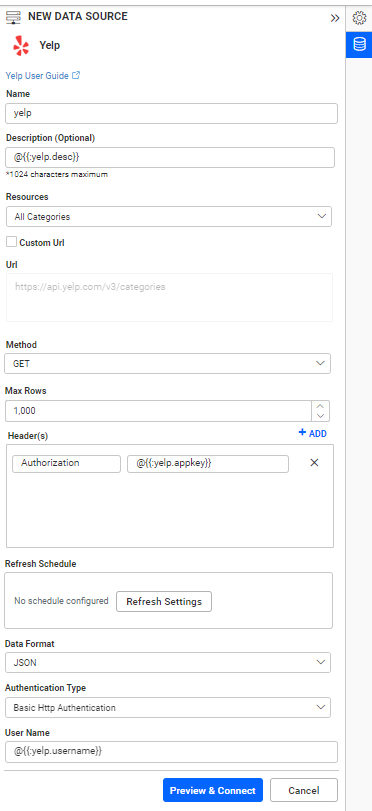 NEW DATA SOURCE
Yelp
Yelp User Guide
Name
yelp
Description (Optional)
@{{:yelp.desc}}
*1024 characters maximum
Resources
All Categories
Custom Url
Url
https://api.yelp.com/v3/categories
Method
GET
Max Rows
1,000
Header(s)
+ ADD
Authorization @{{:yelp.appkey}}
Refresh Schedule
No schedule configured Refresh Settings
Data Format
JSON
Authentication Type
Basic Http Authentication
User Name
@{{:yelp.username}}
Preview & Connect Cancel